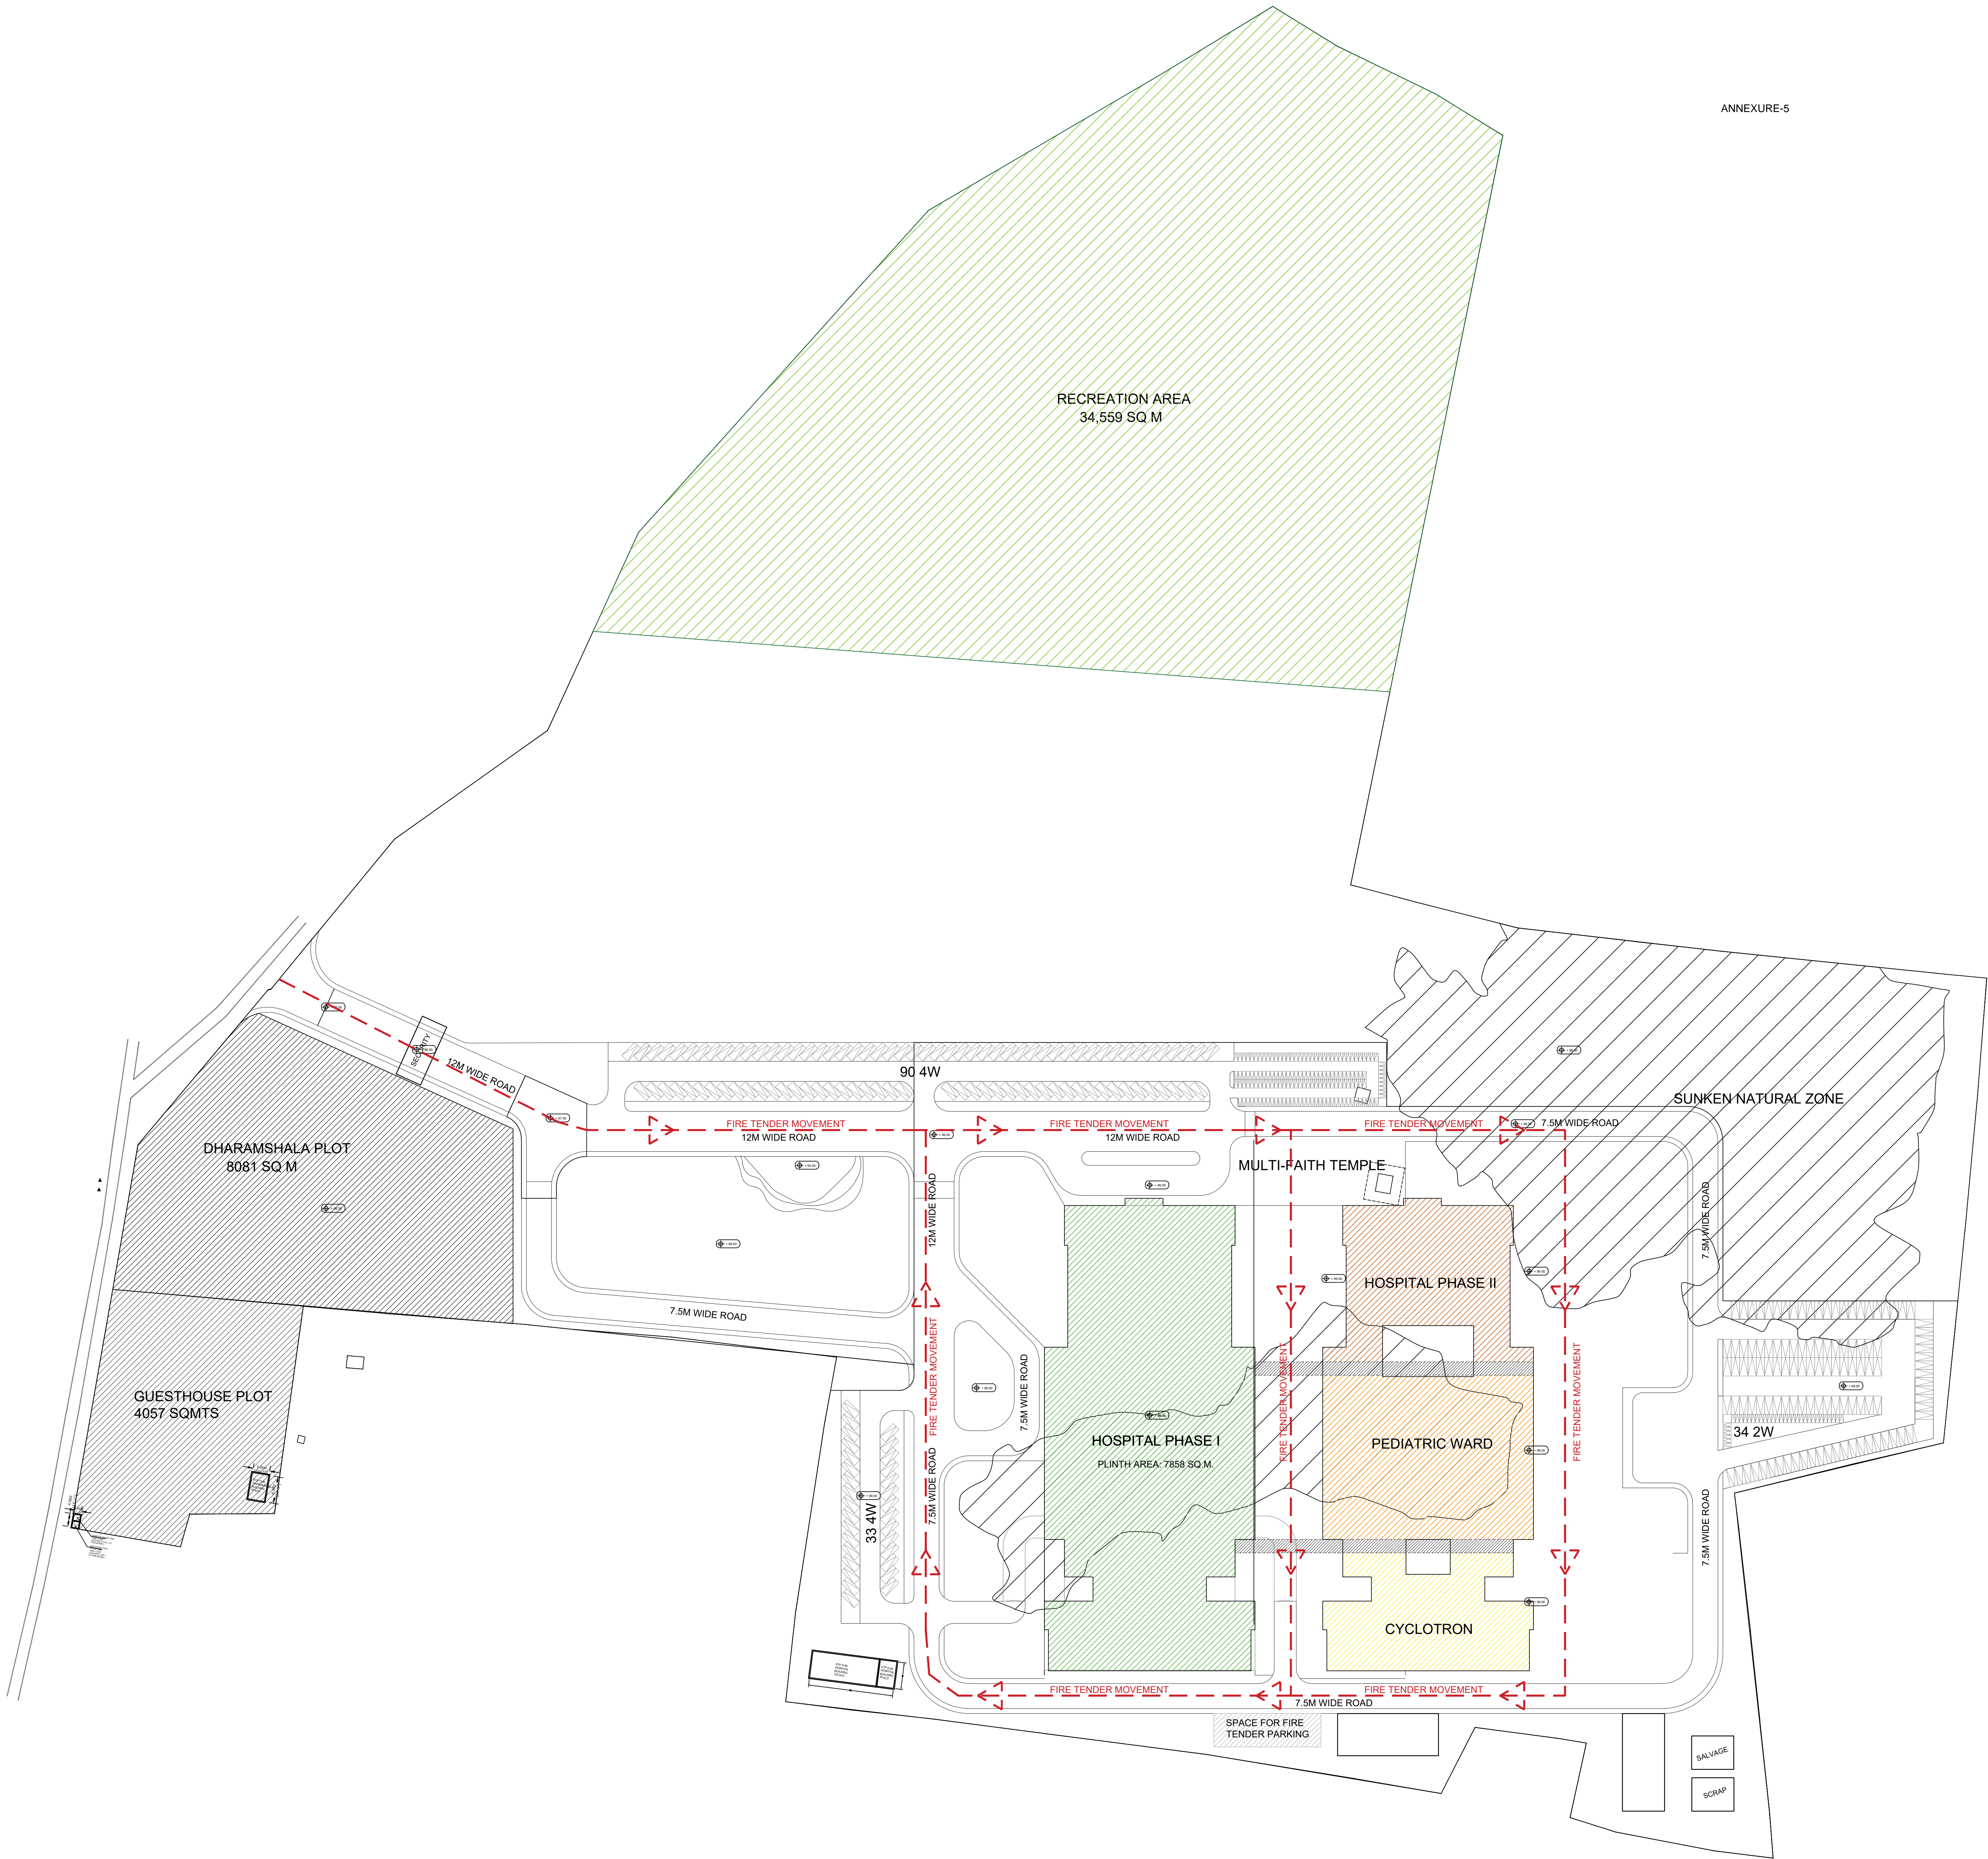 ANNEXURE-5
RECREATION AREA
34,559 SQ M
SECURITY
12M WIDE ROAD
90 4W
SUNKEN NATURAL ZONE
FIRE TENDER MOVEMENT
12M WIDE ROAD
FIRE TENDER MOVEMENT
12M WIDE ROAD
FIRE TENDER MOVEMENT
7.5M WIDE ROAD
DHARAMSHALA PLOT
8081 SQ M
MULTI-FAITH TEMPLE
12M WIDE ROAD
7.5M WIDE ROAD
HOSPITAL PHASE II
7.5M WIDE ROAD
FIRE TENDER MOVEMENT
7.5M WIDE ROAD
FIRE TENDER MOVEMENT
FIRE TENDER MOVEMENT
GUESTHOUSE PLOT
4057 SQMTS
HOSPITAL PHASE I
PLINTH AREA: 7858 SQ.M.
PEDIATRIC WARD
34 2W
33 4W
7.5M WIDE ROAD
7.5M WIDE ROAD
CYCLOTRON
FIRE TENDER MOVEMENT
FIRE TENDER MOVEMENT
7.5M WIDE ROAD
SPACE FOR FIRE
TENDER PARKING
SALVAGE
SCRAP